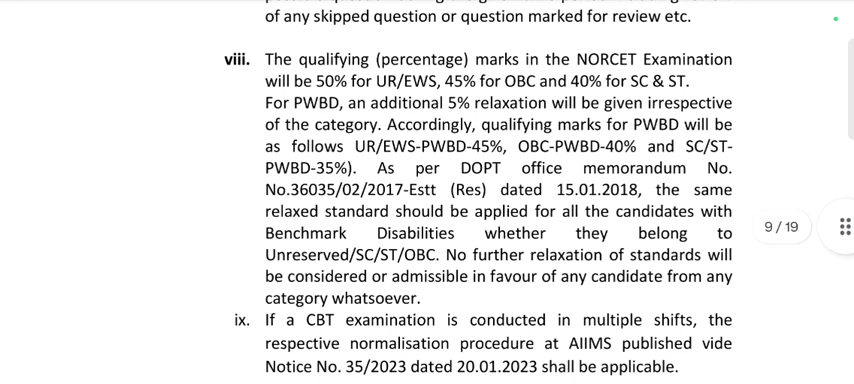 of any skipped question or question marked for review etc.
viii. The qualifying (percentage) marks in the NORCET Examination
will be 50% for UR/EWS, 45% for OBC and 40% for SC & ST.
For PWBD, an additional 5% relaxation will be given irrespective
of the category. Accordingly, qualifying marks for PWBD will be
as follows UR/EWS-PWBD-45%, OBC-PWBD-40% and SC/ST-
PWBD-35%). As per DOPT office memorandum No.
No.36035/02/2017-Estt (Res) dated 15.01.2018, the same
relaxed standard should be applied for all the candidates with
Benchmark Disabilities whether they belong to
Unreserved/SC/ST/OBC. No further relaxation of standards will
be considered or admissible in favour of any candidate from any
category whatsoever.
ix. If a CBT examination is conducted in multiple shifts, the
respective normalisation procedure at AIIMS published vide
Notice No. 35/2023 dated 20.01.2023 shall be applicable.
9 / 19